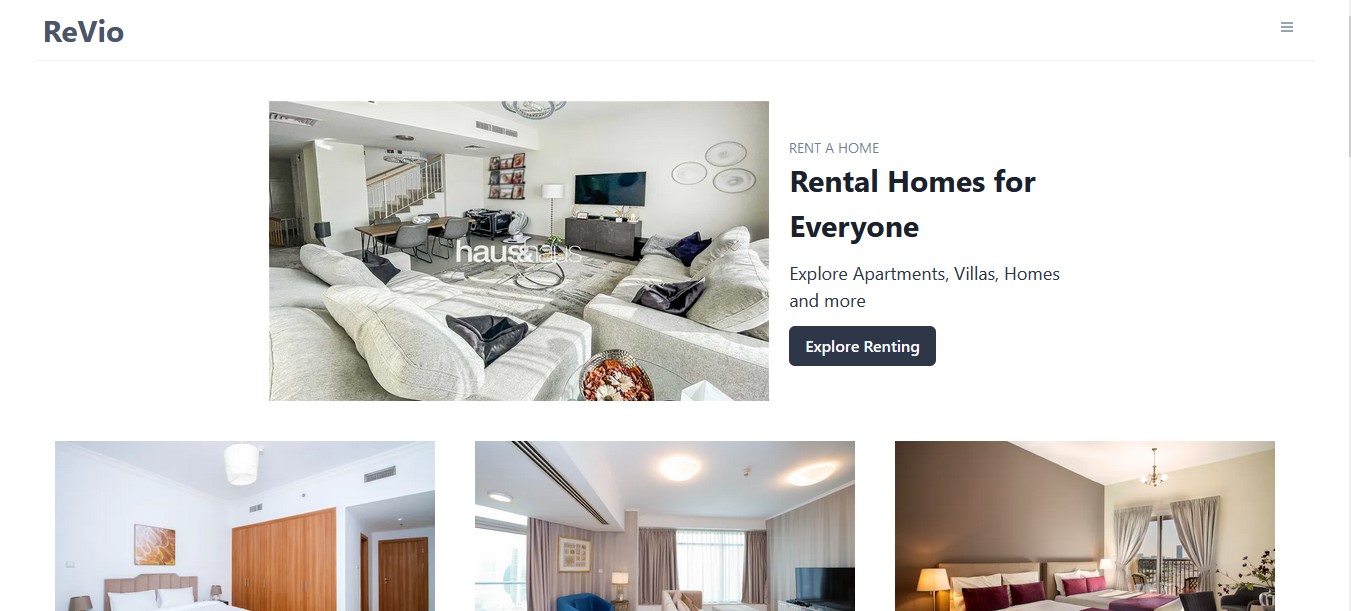 ReVio
haus&haus
RENT A HOME
Rental Homes for
Everyone
Explore Apartments, Villas, Homes
and more
Explore Renting